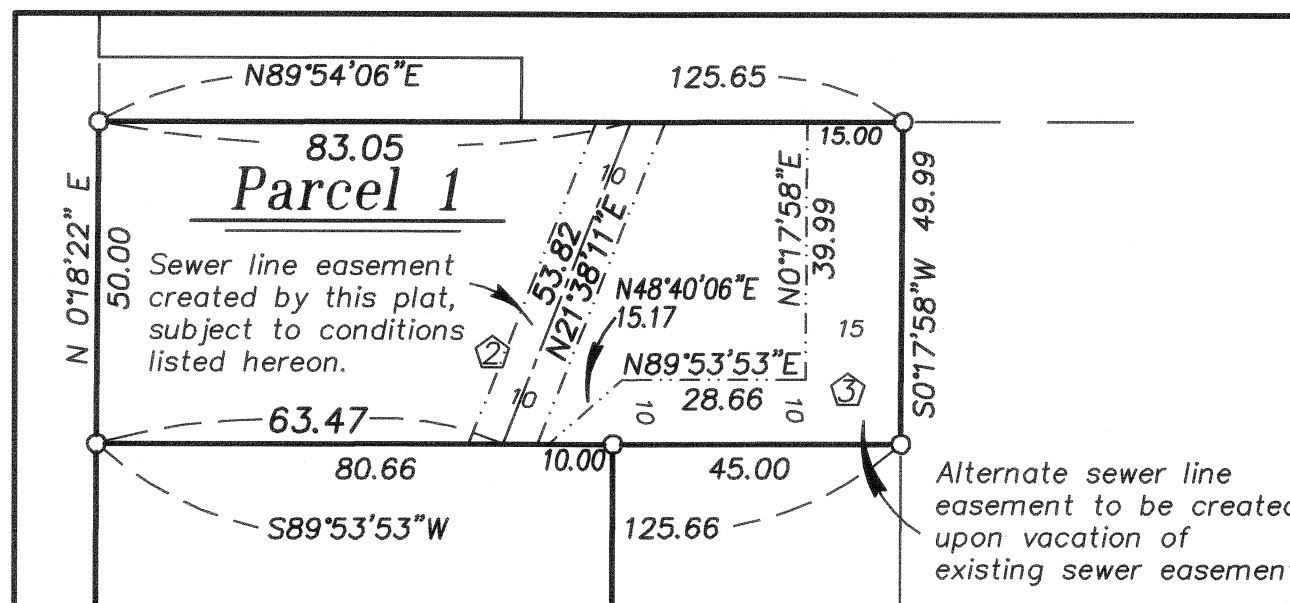 N89°54'06"E
125.65
83.05
15.00
Parcel 1
N 0°18'22" E
50.00
10
53.82
N21°38'11"E
N0°17'58"E
39.99
S0°17'58"W 49.99
Sewer line easement
created by this plat,
subject to conditions
listed hereon.
N48°40'06"E
15.17
2
15
N89°53'53"E
28.66
10
10
10
3
63.47
80.66
10.00
45.00
S89°53'53"W
125.66
Alternate sewer line
easement to be created
upon vacation of
existing sewer easemen